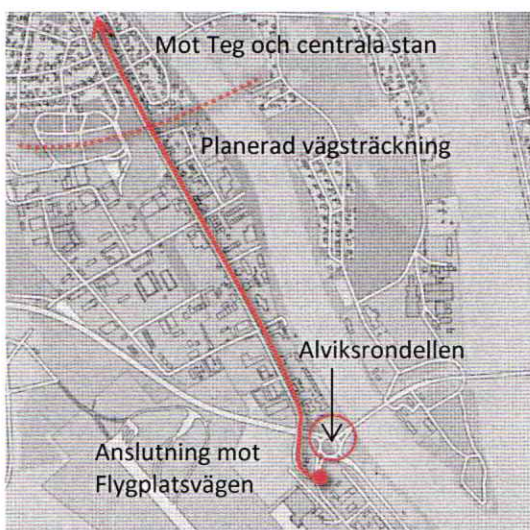 Mot Teg och centrala stan
Planerad vägsträckning
Alviksrondellen
Anslutning mot
Flygplatsvägen